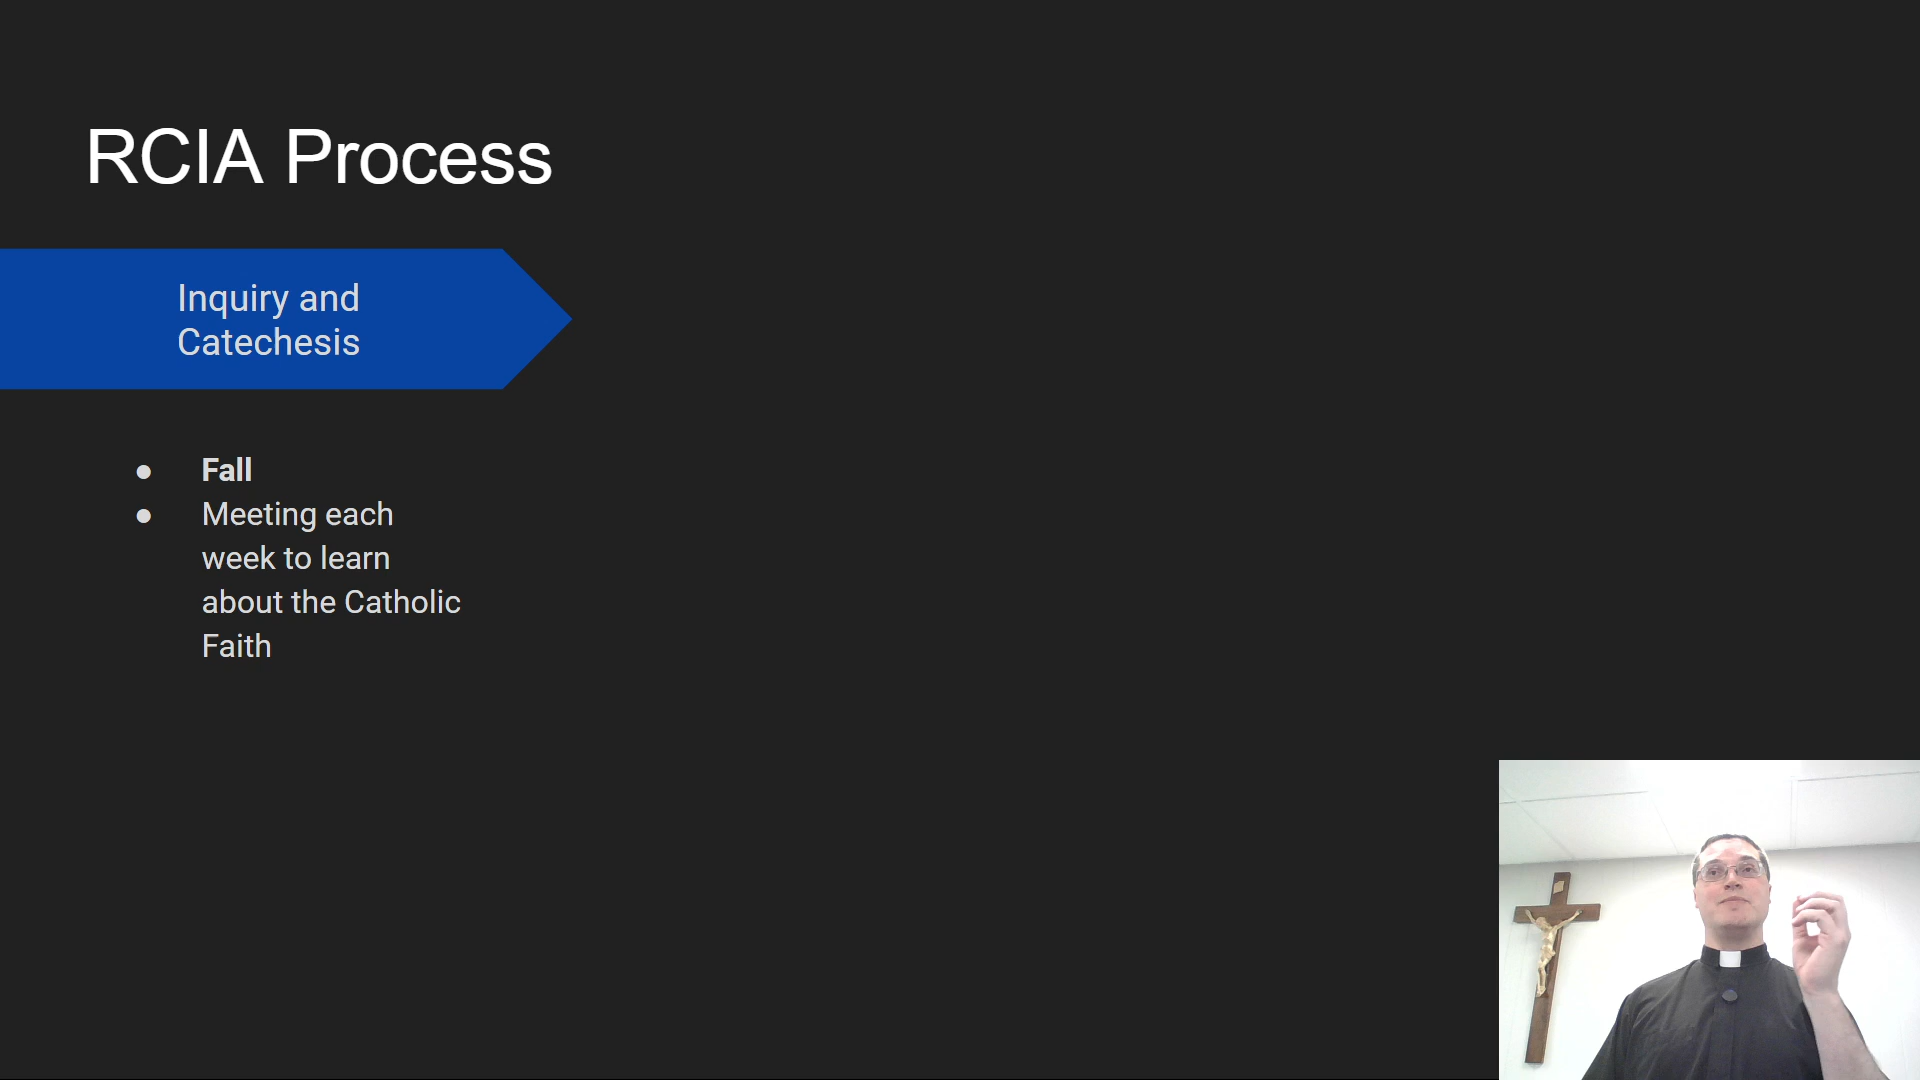 RCIA Process
Inquiry and
Catechesis
● Fall
● Meeting each
week to learn
about the Catholic
Faith